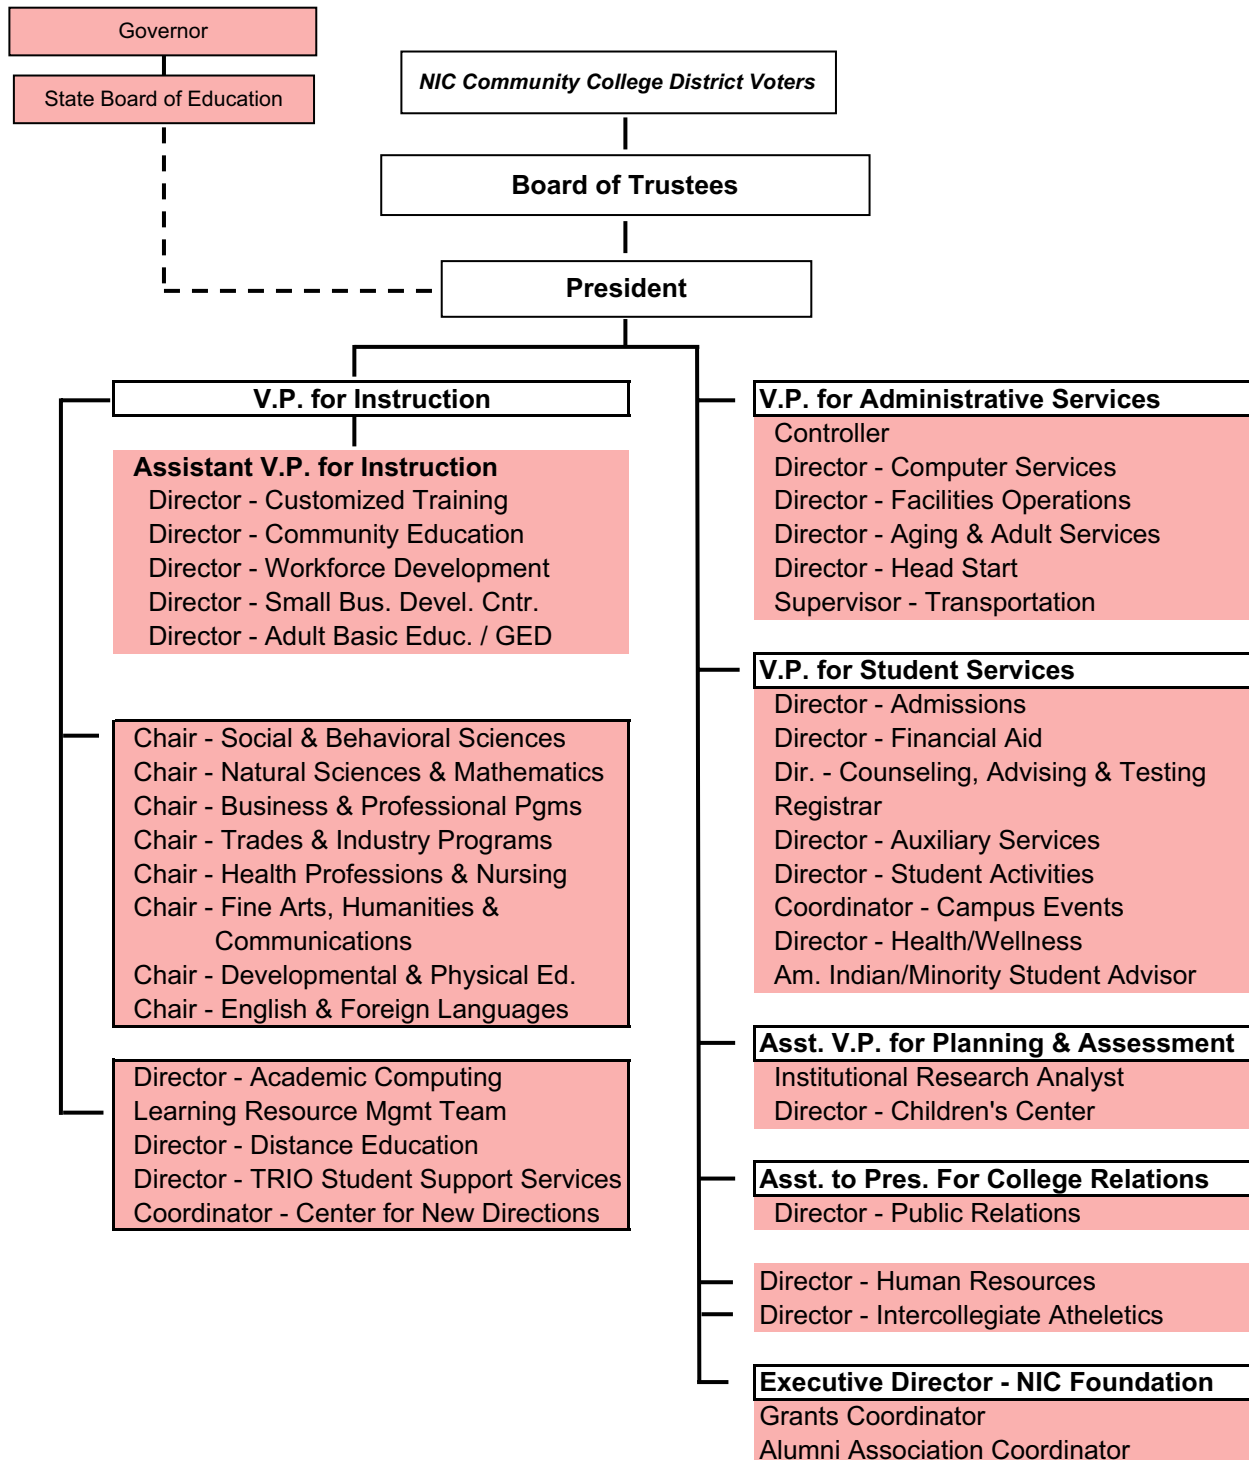 Governor
State Board of Education
NIC Community College District Voters
Board of Trustees
President
V.P. for Instruction
Assistant V.P. for Instruction
Director - Customized Training
Director - Community Education
Director - Workforce Development
Director - Small Bus. Devel. Cntr.
Director - Adult Basic Educ. / GED
Chair - Social & Behavioral Sciences
Chair - Natural Sciences & Mathematics
Chair - Business & Professional Pgms
Chair - Trades & Industry Programs
Chair - Health Professions & Nursing
Chair - Fine Arts, Humanities &
Communications
Chair - Developmental & Physical Ed.
Chair - English & Foreign Languages
Director - Academic Computing
Learning Resource Mgmt Team
Director - Distance Education
Director - TRIO Student Support Services
Coordinator - Center for New Directions
V.P. for Administrative Services
Controller
Director - Computer Services
Director - Facilities Operations
Director - Aging & Adult Services
Director - Head Start
Supervisor - Transportation
V.P. for Student Services
Director - Admissions
Director - Financial Aid
Dir. - Counseling, Advising & Testing
Registrar
Director - Auxiliary Services
Director - Student Activities
Coordinator - Campus Events
Director - Health/Wellness
Am. Indian/Minority Student Advisor
Asst. V.P. for Planning & Assessment
Institutional Research Analyst
Director - Children's Center
Asst. to Pres. For College Relations
Director - Public Relations
Director - Human Resources
Director - Intercollegiate Atheletics
Executive Director - NIC Foundation
Grants Coordinator
Alumni Association Coordinator